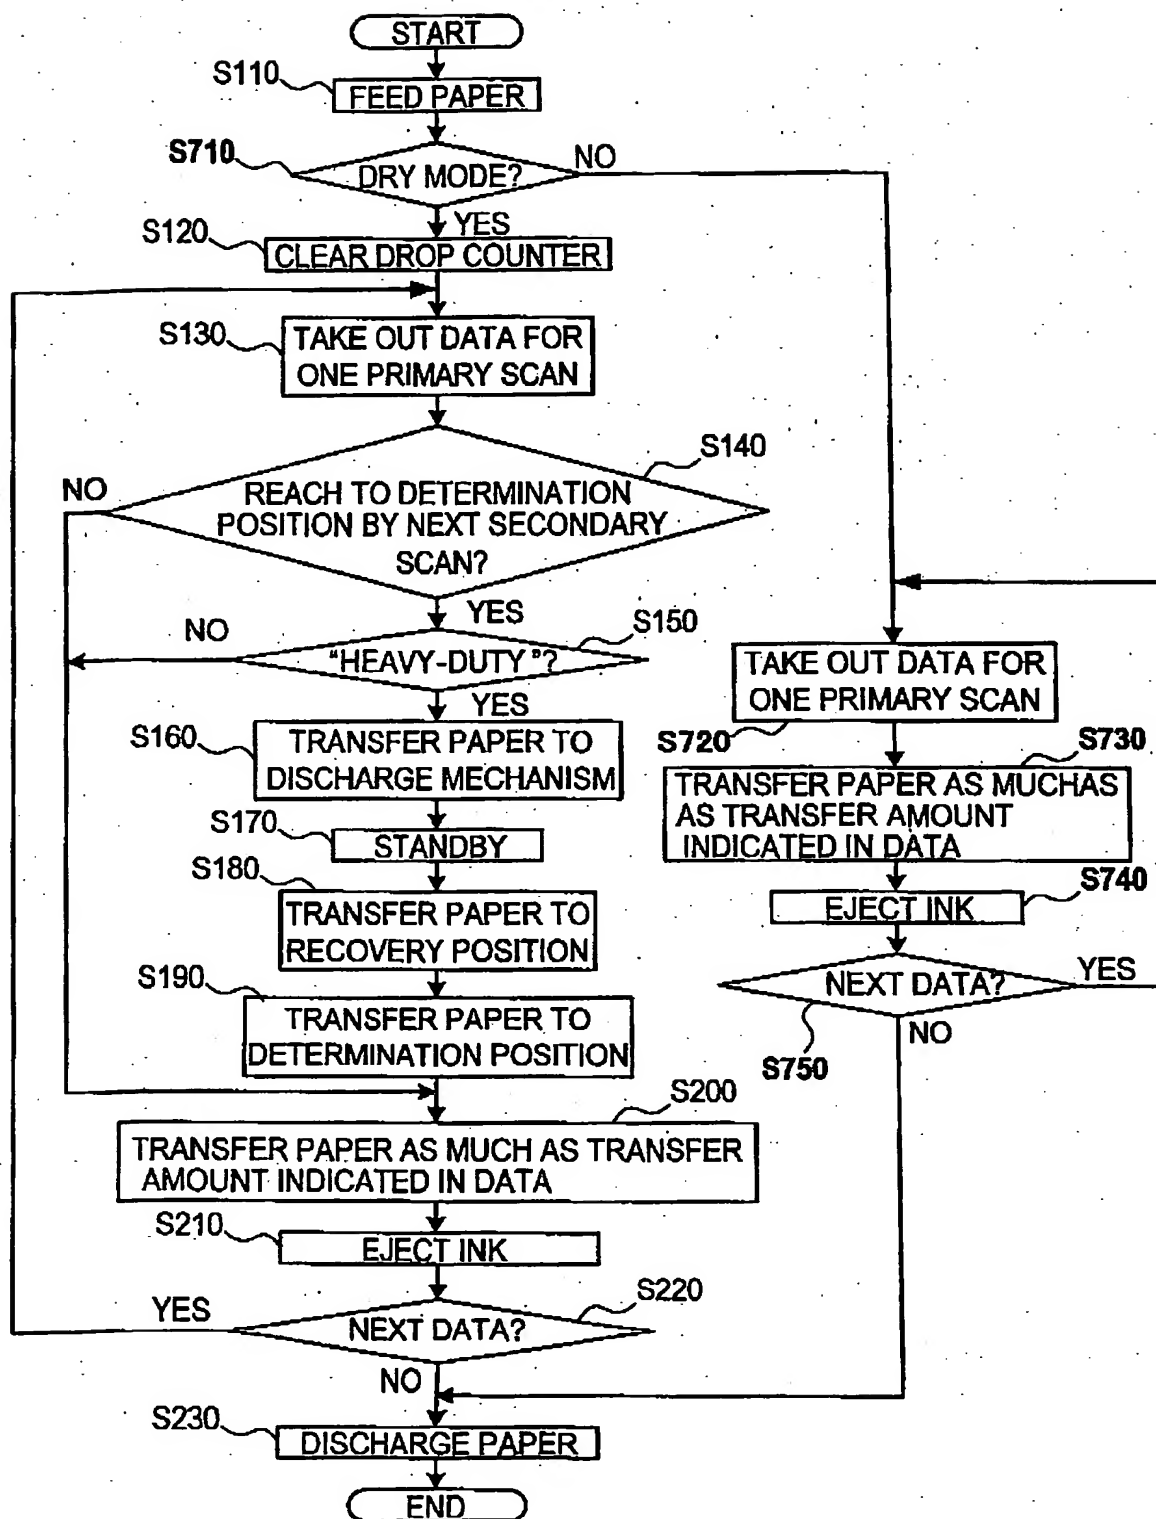 START
S110
FEED PAPER
S710
DRY MODE?
NO
YES
S120
CLEAR DROP COUNTER
S130
TAKE OUT DATA FOR
ONE PRIMARY SCAN
S140
NO
REACH TO DETERMINATION
POSITION BY NEXT SECONDARY
SCAN?
YES
S150
NO
"HEAVY-DUTY"?
YES
S160
TRANSFER PAPER TO
DISCHARGE MECHANISM
S170
STANDBY
S180
TRANSFER PAPER TO
RECOVERY POSITION
S190
TRANSFER PAPER TO
DETERMINATION POSITION
S200
TRANSFER PAPER AS MUCH AS TRANSFER
AMOUNT INDICATED IN DATA
S210
EJECT INK
S220
YES
NEXT DATA?
NO
S230
DISCHARGE PAPER
END
TAKE OUT DATA FOR
ONE PRIMARY SCAN
S720
S730
TRANSFER PAPER AS MUCHAS
AS TRANSFER AMOUNT
INDICATED IN DATA
S740
EJECT INK
NEXT DATA?
YES
NO
S750